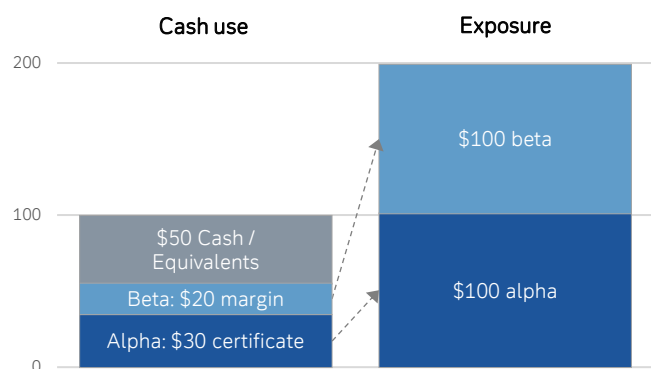 Cash use
Exposure
200
$100 beta
100
$50 Cash /
Equivalents
Beta: $20 margin
$100 alpha
Alpha: $30 certificate
0